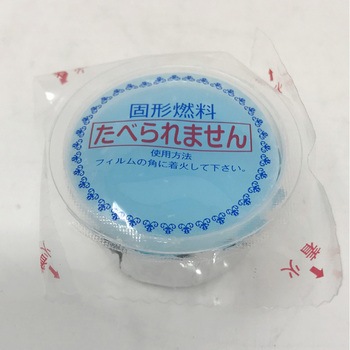 固形燃料
たべられません
使用方法
フィルムの角に着火して下さい。
着火